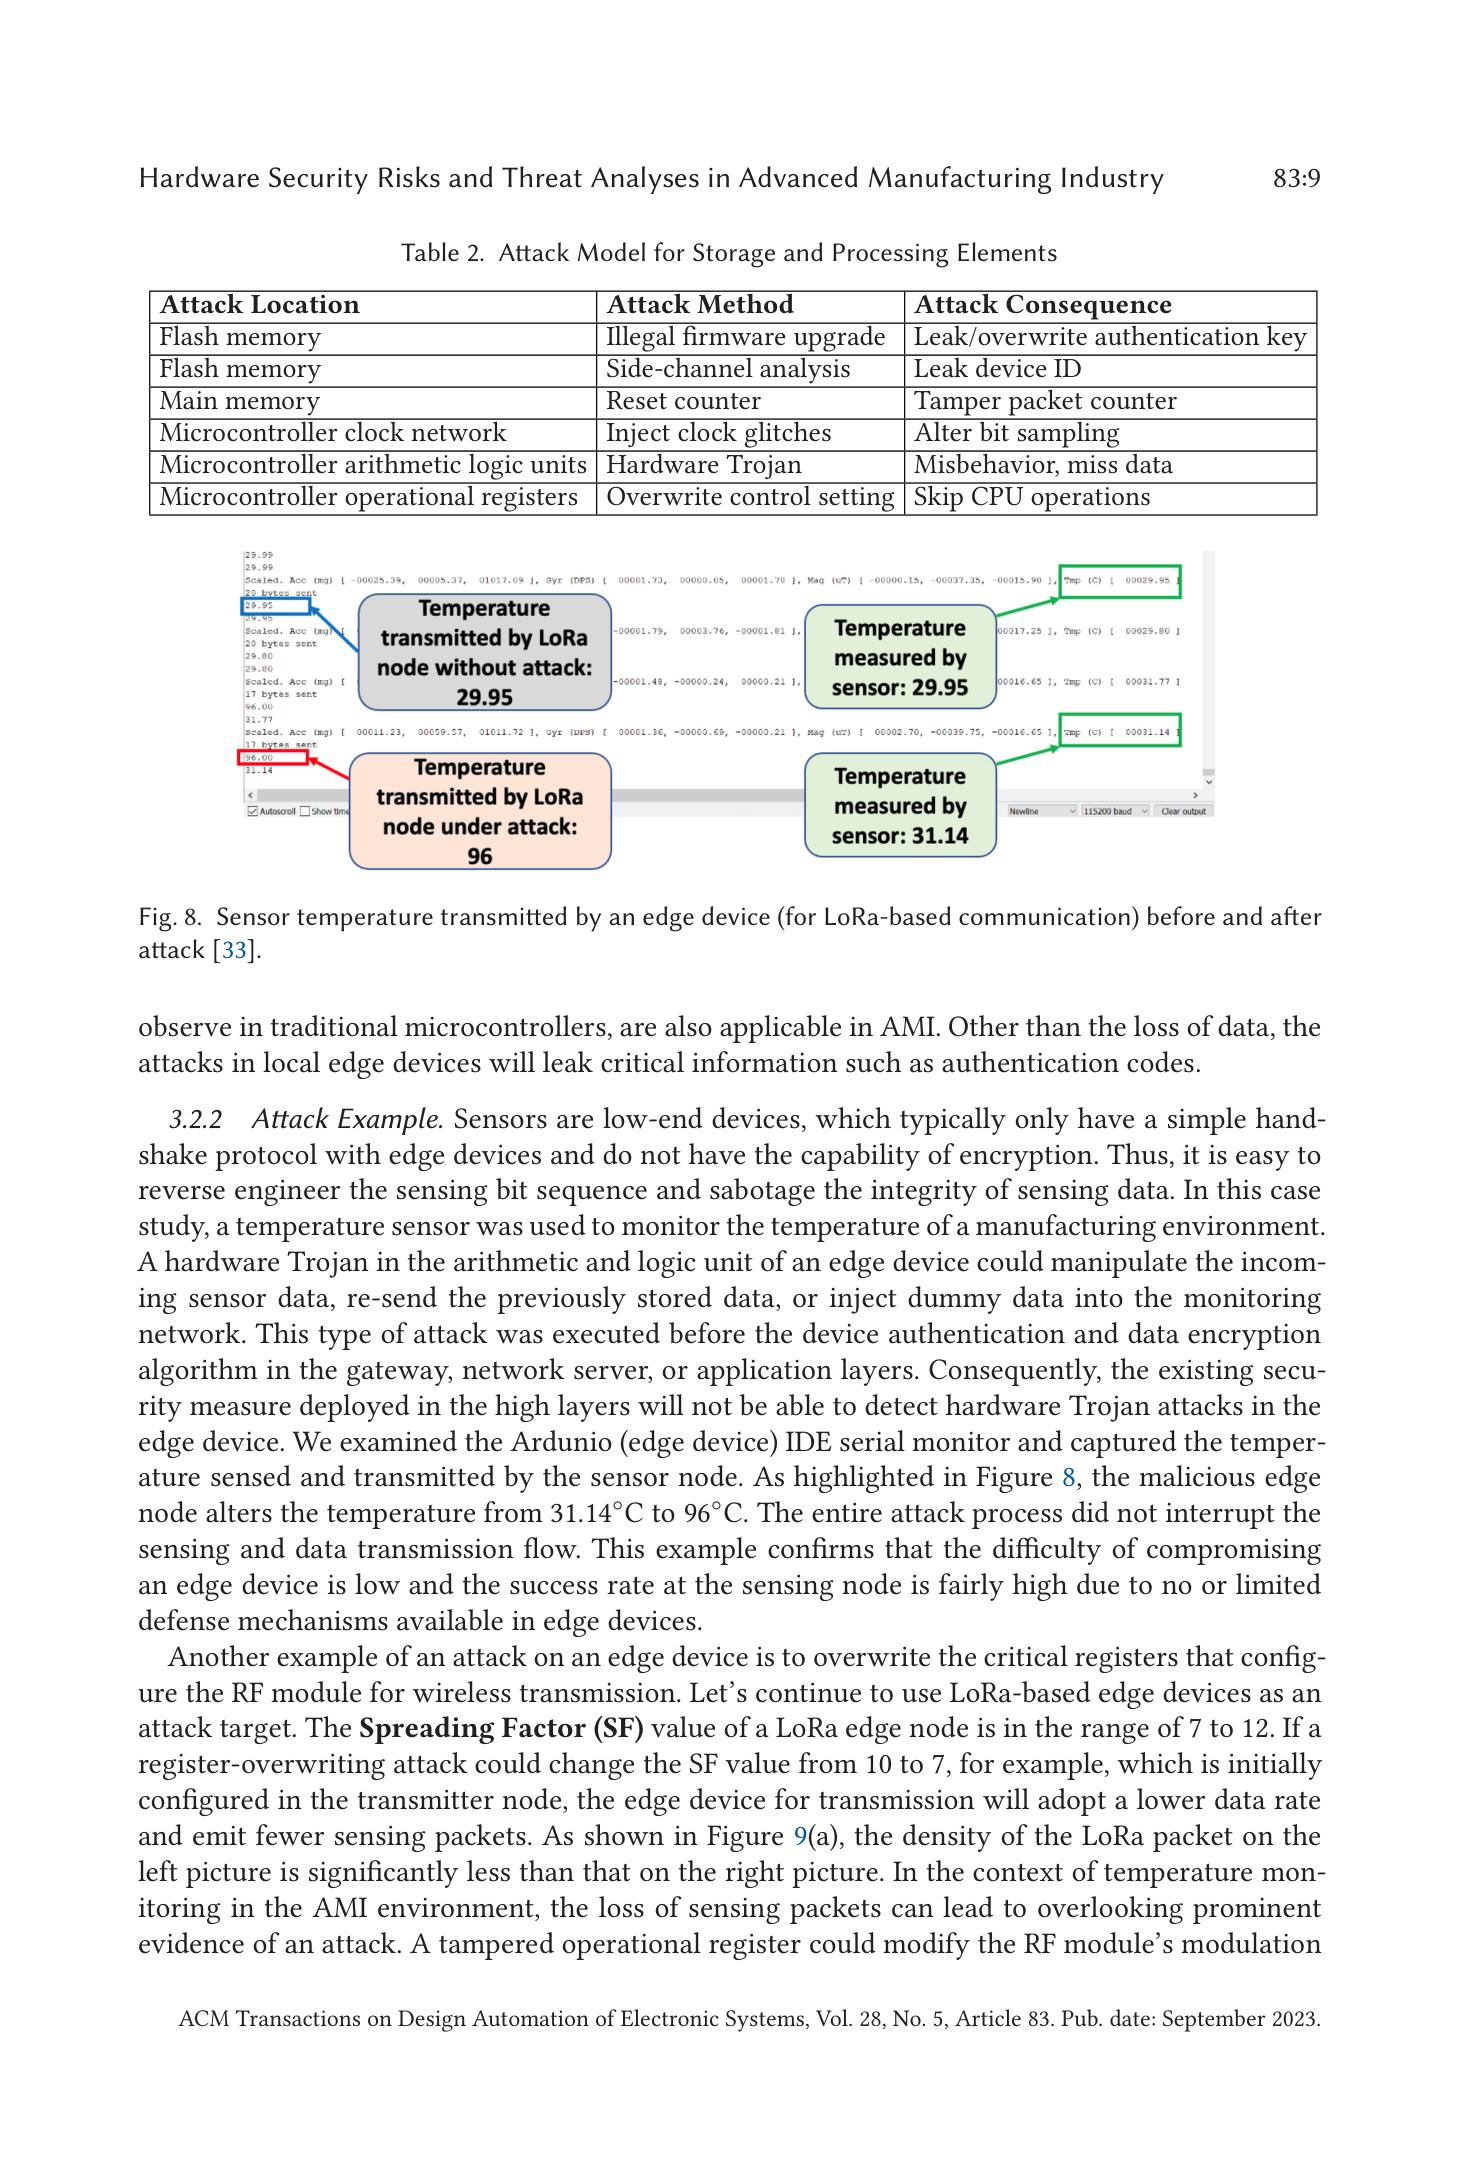 Hardware Security Risks and Threat Analyses in Advanced Manufacturing Industry 83:9
Table 2. Attack Model for Storage and Processing Elements
Attack Location Attack Method Attack Consequence
Flash memory Illegal firmware upgrade Leak/overwrite authentication key
Flash memory Side-channel analysis Leak device ID
Main memory Reset counter Tamper packet counter
Microcontroller clock network Inject clock glitches Alter bit sampling
Microcontroller arithmetic logic units Hardware Trojan Misbehavior, miss data
Microcontroller operational registers Overwrite control setting Skip CPU operations
29.99
29.99
Scaled. Acc (mg) [ -00025.39, 00005.37, 01017.09 ], Gyr (DPS) [ 00001.73, 00000.05, 00001.78 ], Mag (uT) [ -00000.15, -00037.35, -00015.90 ], Tmp (C) [ 00029.95 ]
20 bytes sent
29.95
29.95
Scaled. Acc (mg) [ -00001.79, 00003.76, -00001.81 ], 00017.25 ], Tmp (C) [ 00029.80 ]
20 bytes sent
29.80
29.80
Scaled. Acc (mg) [ -00001.48, -00000.24, 00000.21 ], 00016.65 ], Tmp (C) [ 00031.77 ]
17 bytes sent
96.00
31.77
Scaled. Acc (mg) [ 00011.23, 00059.57, 01011.72 ], Gyr (DPS) [ 00001.36, -00000.69, -00000.21 ], Mag (uT) [ 00002.70, -00039.75, -00016.65 ], Tmp (C) [ 00031.14 ]
17 bytes sent
96.00
31.14
Temperature
transmitted by LoRa
node without attack:
29.95
Temperature
measured by
sensor: 29.95
Temperature
transmitted by LoRa
node under attack:
96
Temperature
measured by
sensor: 31.14
Autoscroll Show time Newline 115200 baud Clear output
Fig. 8. Sensor temperature transmitted by an edge device (for LoRa-based communication) before and after
attack [33].
observe in traditional microcontrollers, are also applicable in AMI. Other than the loss of data, the
attacks in local edge devices will leak critical information such as authentication codes.
3.2.2 Attack Example. Sensors are low-end devices, which typically only have a simple hand-
shake protocol with edge devices and do not have the capability of encryption. Thus, it is easy to
reverse engineer the sensing bit sequence and sabotage the integrity of sensing data. In this case
study, a temperature sensor was used to monitor the temperature of a manufacturing environment.
A hardware Trojan in the arithmetic and logic unit of an edge device could manipulate the incom-
ing sensor data, re-send the previously stored data, or inject dummy data into the monitoring
network. This type of attack was executed before the device authentication and data encryption
algorithm in the gateway, network server, or application layers. Consequently, the existing secu-
rity measure deployed in the high layers will not be able to detect hardware Trojan attacks in the
edge device. We examined the Ardunio (edge device) IDE serial monitor and captured the temper-
ature sensed and transmitted by the sensor node. As highlighted in Figure 8, the malicious edge
node alters the temperature from 31.14°C to 96°C. The entire attack process did not interrupt the
sensing and data transmission flow. This example confirms that the difficulty of compromising
an edge device is low and the success rate at the sensing node is fairly high due to no or limited
defense mechanisms available in edge devices.
Another example of an attack on an edge device is to overwrite the critical registers that config-
ure the RF module for wireless transmission. Let's continue to use LoRa-based edge devices as an
attack target. The Spreading Factor (SF) value of a LoRa edge node is in the range of 7 to 12. If a
register-overwriting attack could change the SF value from 10 to 7, for example, which is initially
configured in the transmitter node, the edge device for transmission will adopt a lower data rate
and emit fewer sensing packets. As shown in Figure 9(a), the density of the LoRa packet on the
left picture is significantly less than that on the right picture. In the context of temperature mon-
itoring in the AMI environment, the loss of sensing packets can lead to overlooking prominent
evidence of an attack. A tampered operational register could modify the RF module's modulation
ACM Transactions on Design Automation of Electronic Systems, Vol. 28, No. 5, Article 83. Pub. date: September 2023.